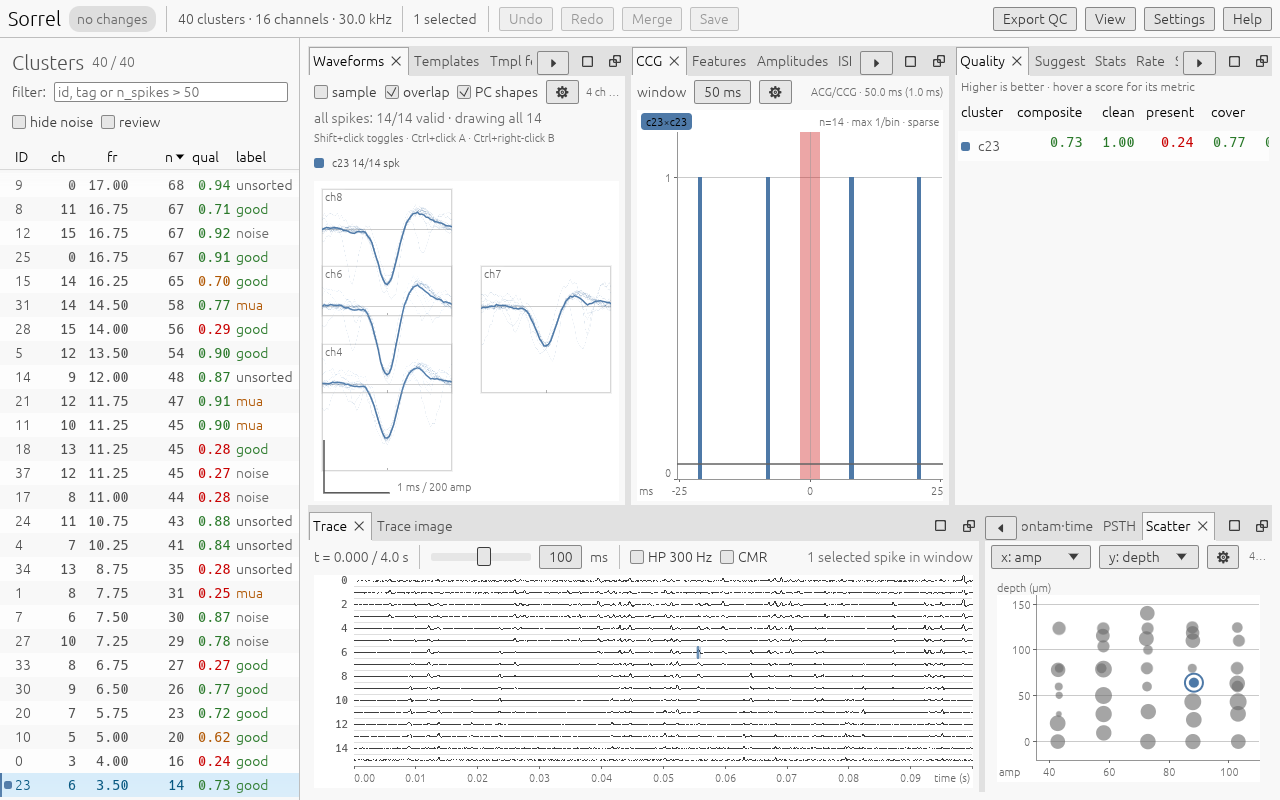 Sorrel no changes 40 clusters · 16 channels · 30.0 kHz 1 selected Undo Redo Merge Save Export QC View Settings Help
Clusters 40 / 40
filter: id, tag or n_spikes > 50
hide noise review
ID ch fr n qual label
9 0 17.00 68 0.94 unsorted
8 11 16.75 67 0.71 good
12 15 16.75 67 0.92 noise
25 0 16.75 67 0.91 good
15 14 16.25 65 0.70 good
31 14 14.50 58 0.77 mua
28 15 14.00 56 0.29 good
5 12 13.50 54 0.90 good
14 9 12.00 48 0.87 unsorted
21 12 11.75 47 0.91 mua
11 10 11.25 45 0.90 mua
18 13 11.25 45 0.28 good
37 12 11.25 45 0.27 noise
17 8 11.00 44 0.28 noise
24 11 10.75 43 0.88 unsorted
4 7 10.25 41 0.84 unsorted
34 13 8.75 35 0.28 unsorted
1 8 7.75 31 0.25 mua
7 6 7.50 30 0.87 noise
27 10 7.25 29 0.78 noise
33 8 6.75 27 0.27 good
30 9 6.50 26 0.77 good
20 7 5.75 23 0.72 good
10 5 5.00 20 0.62 good
0 3 4.00 16 0.24 good
23 6 3.50 14 0.73 good
Waveforms Templates Tmpl f
sample overlap PC shapes 4 ch ...
all spikes: 14/14 valid · drawing all 14
Shift+click toggles · Ctrl+click A · Ctrl+right-click B
c23 14/14 spk
ch8
ch6 ch7
ch4
1 ms / 200 amp
CCG Features Amplitudes ISI
window 50 ms ACG/CCG · 50.0 ms (1.0 ms)
c23×c23 n=14 · max 1/bin · sparse
1
0
ms -25 0 25
Quality Suggest Stats Rate
Higher is better · hover a score for its metric
cluster composite clean present cover
c23 0.73 1.00 0.24 0.77
Trace Trace image
t = 0.000 / 4.0 s 100 ms HP 300 Hz CMR 1 selected spike in window
0
2
4
6
8
10
12
14
0.00 0.01 0.02 0.03 0.04 0.05 0.06 0.07 0.08 0.09 time (s)
ontam·time PSTH Scatter
x: amp y: depth 4...
depth (µm)
150
100
50
0
amp 40 60 80 100